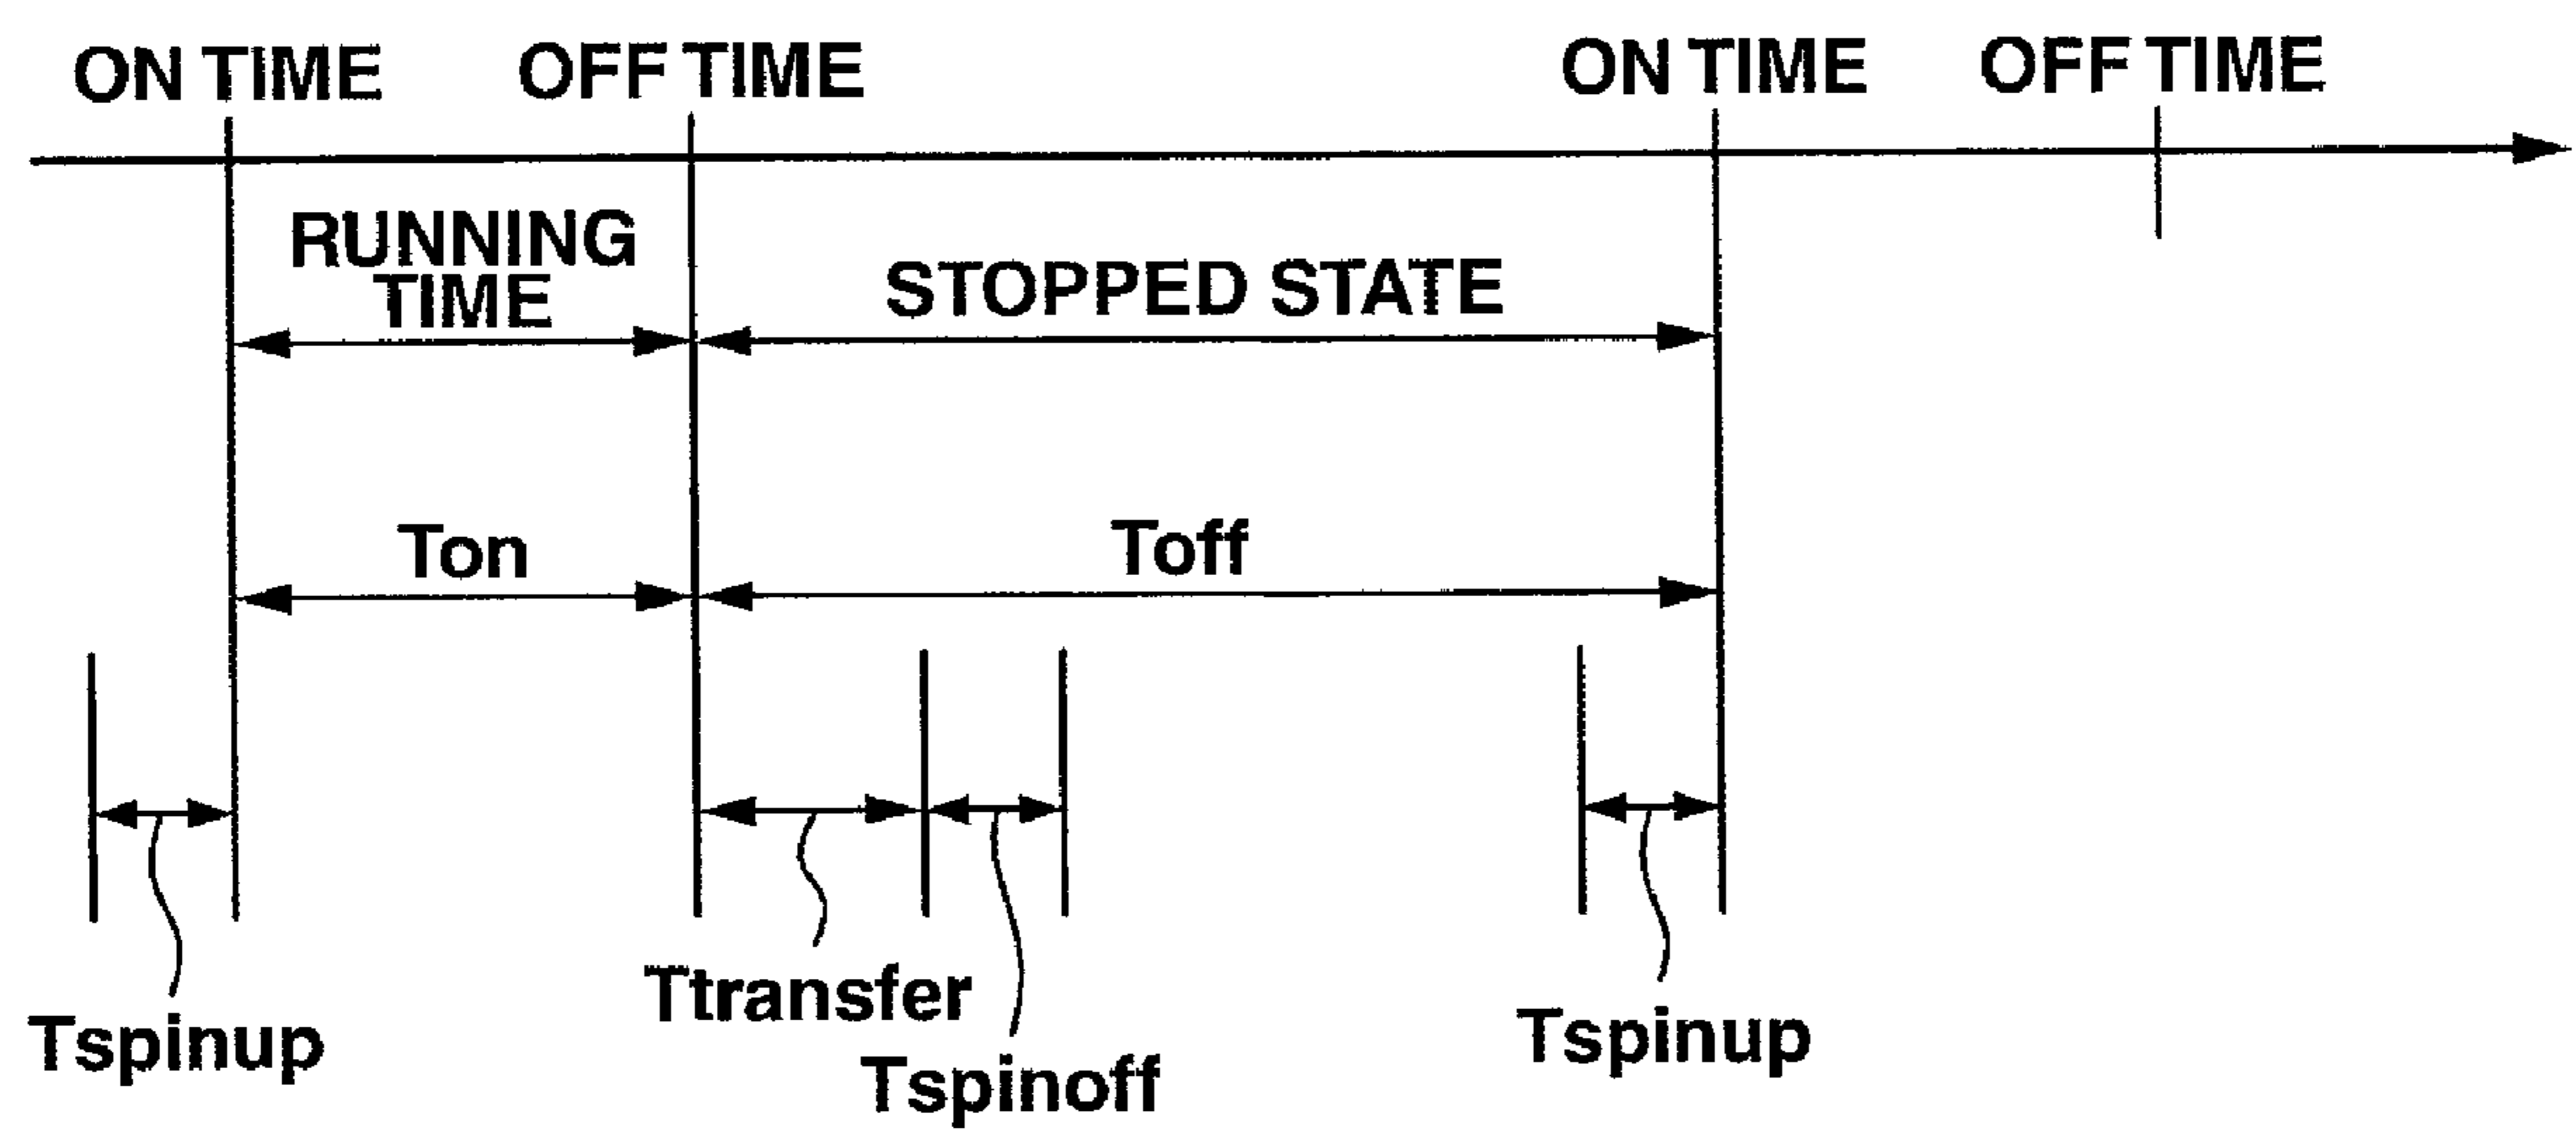 ON TIME
OFF TIME
ON TIME
OFF TIME
RUNNING
TIME
STOPPED STATE
Ton
Toff
Ttransfer
Tspinup
Tspinoff
Tspinup